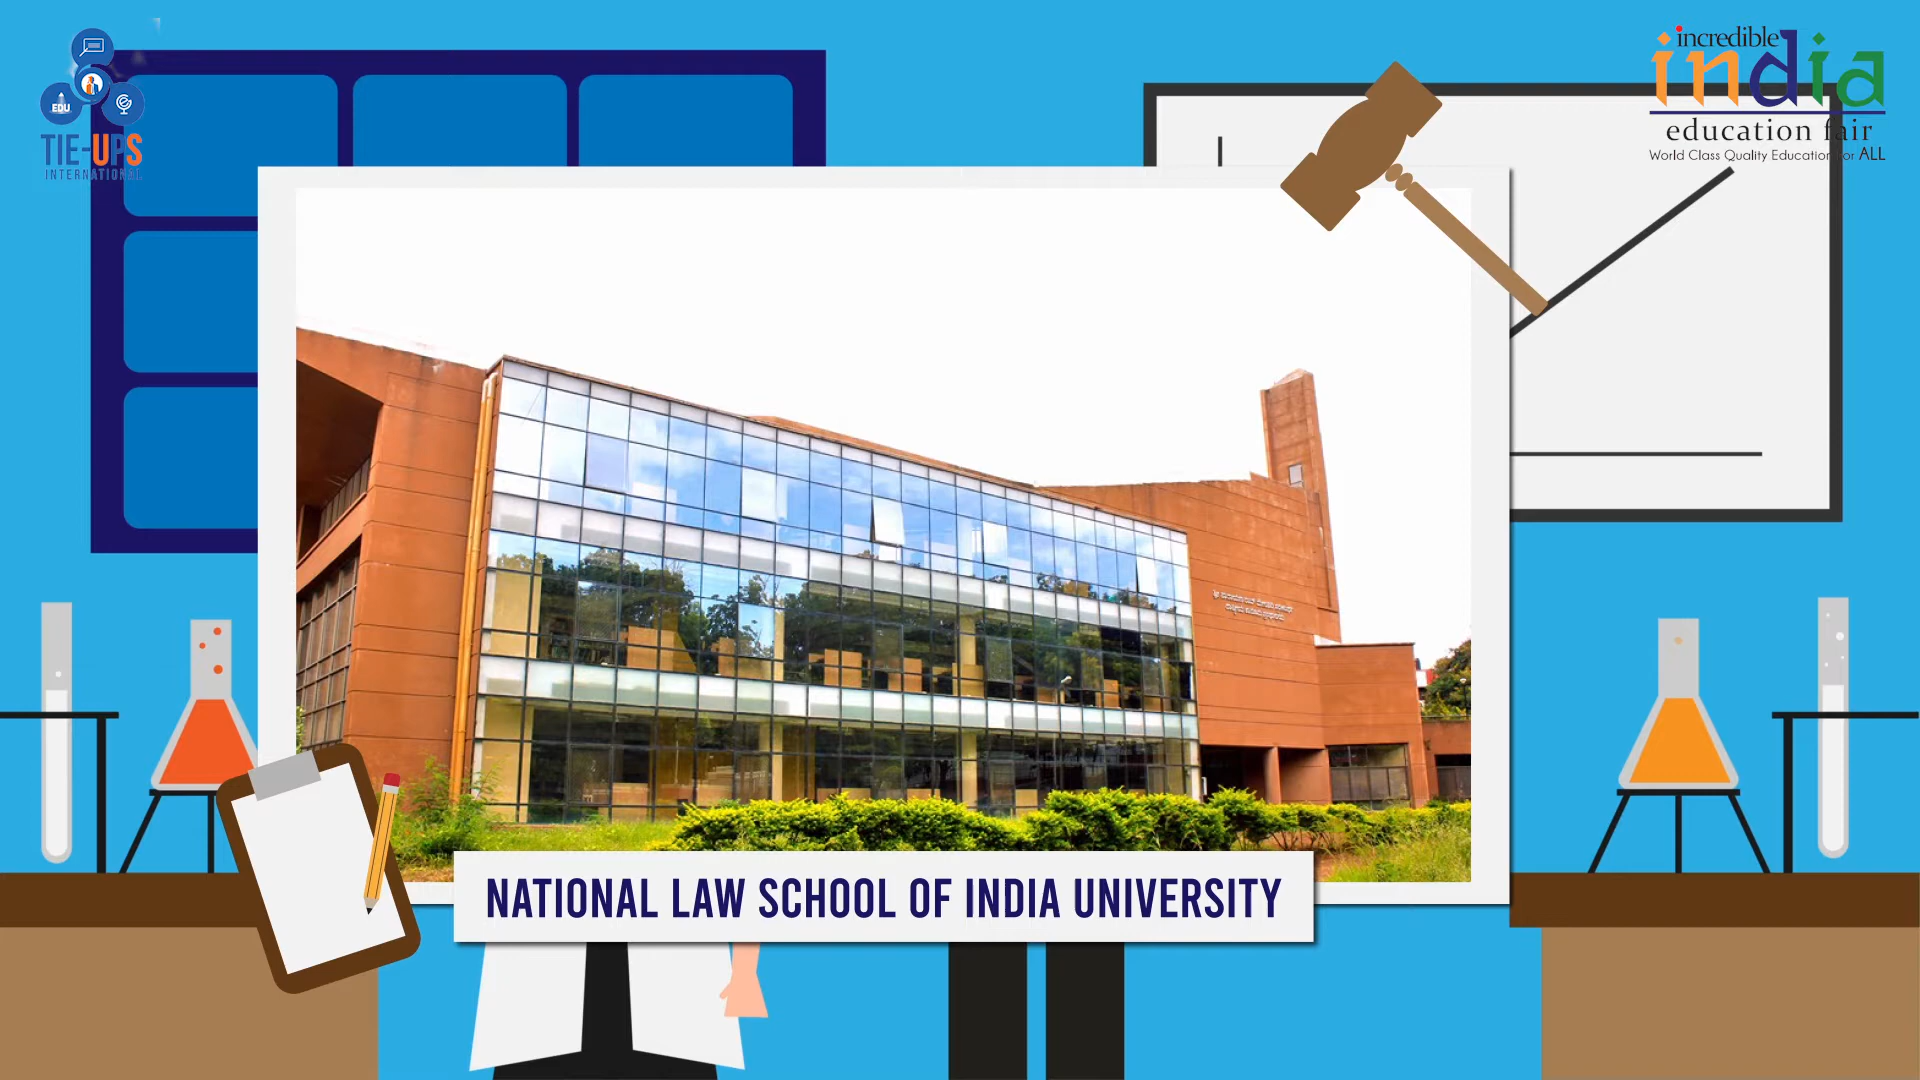 EDU
TIE-UPS
INTERNATIONAL
incredible
india
education fair
World Class Quality Education for ALL
NATIONAL LAW SCHOOL OF INDIA UNIVERSITY